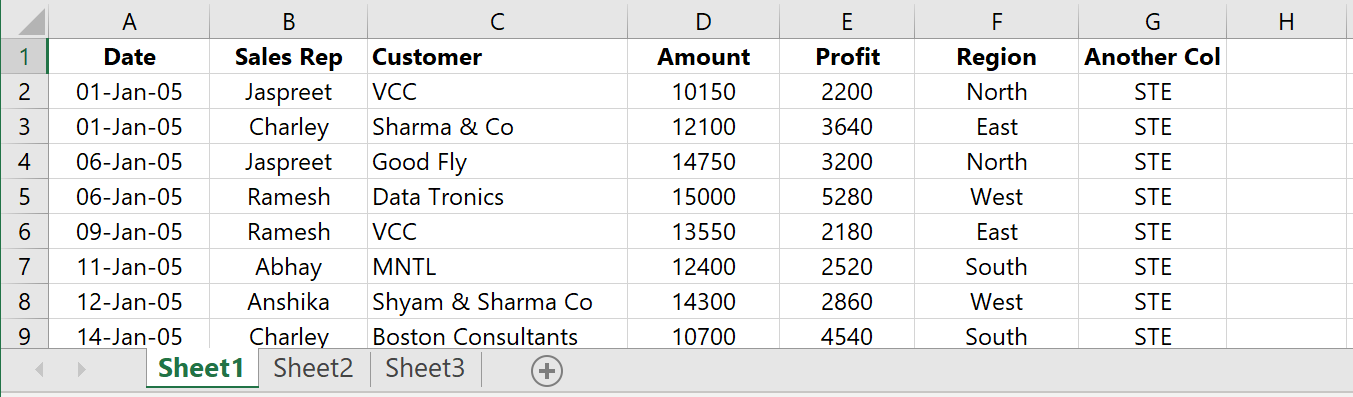 A B C D E F G H
1 Date Sales Rep Customer Amount Profit Region Another Col
2 01-Jan-05 Jaspreet VCC 10150 2200 North STE
3 01-Jan-05 Charley Sharma & Co 12100 3640 East STE
4 06-Jan-05 Jaspreet Good Fly 14750 3200 North STE
5 06-Jan-05 Ramesh Data Tronics 15000 5280 West STE
6 09-Jan-05 Ramesh VCC 13550 2180 East STE
7 11-Jan-05 Abhay MNTL 12400 2520 South STE
8 12-Jan-05 Anshika Shyam & Sharma Co 14300 2860 West STE
9 14-Jan-05 Charley Boston Consultants 10700 4540 South STE
Sheet1 Sheet2 Sheet3